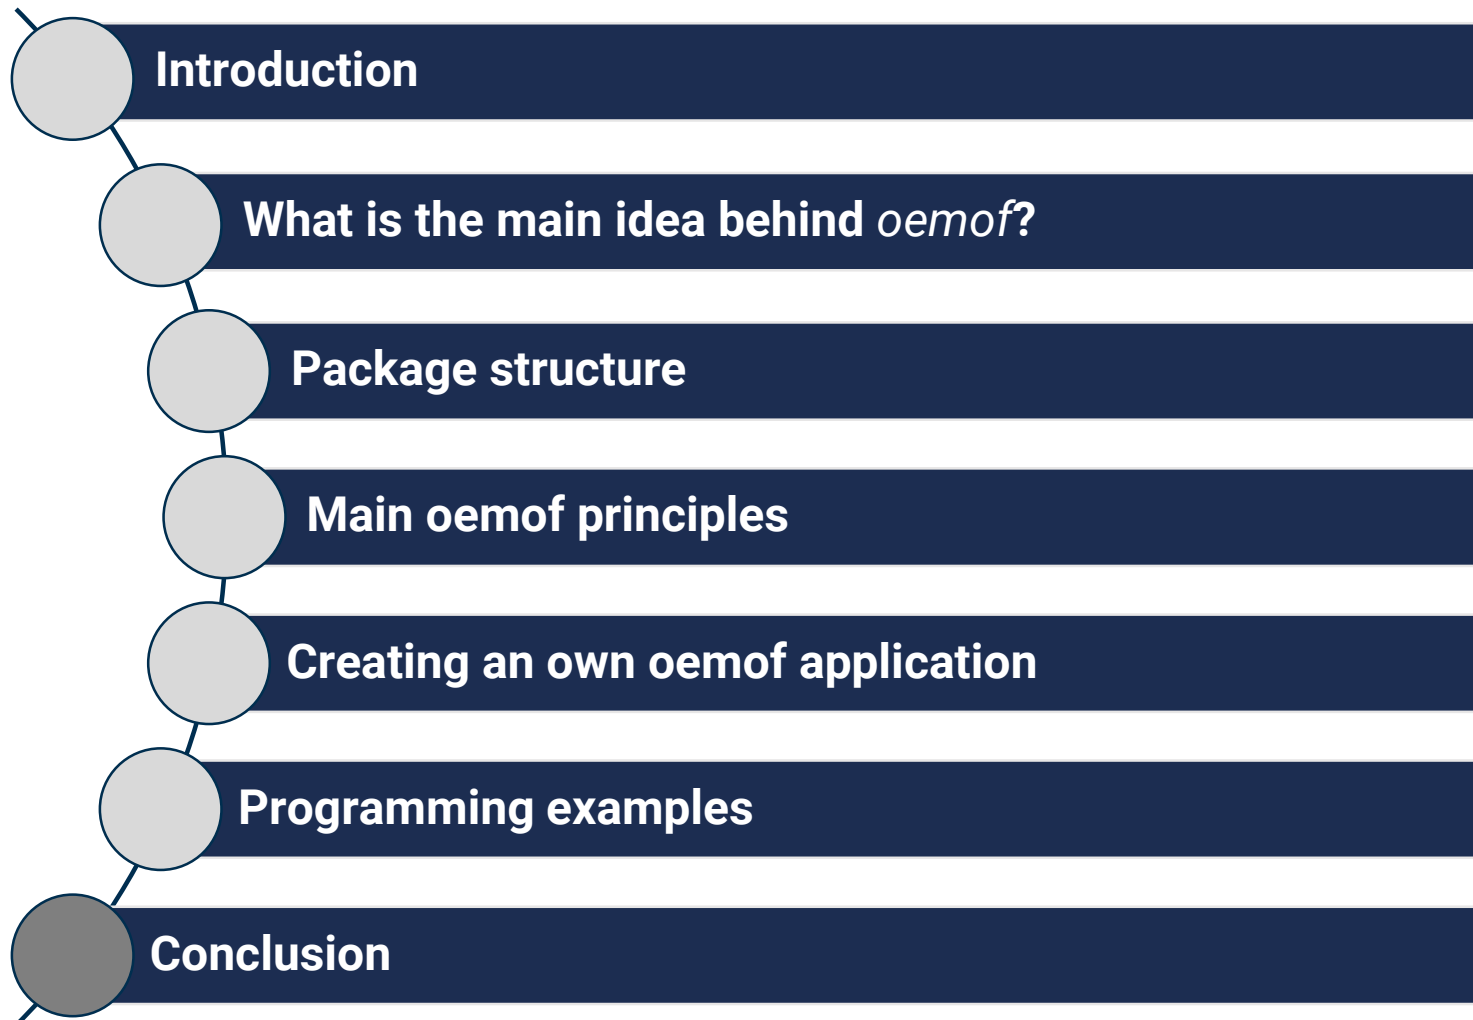 Introduction
What is the main idea behind oemof?
Package structure
Main oemof principles
Creating an own oemof application
Programming examples
Conclusion